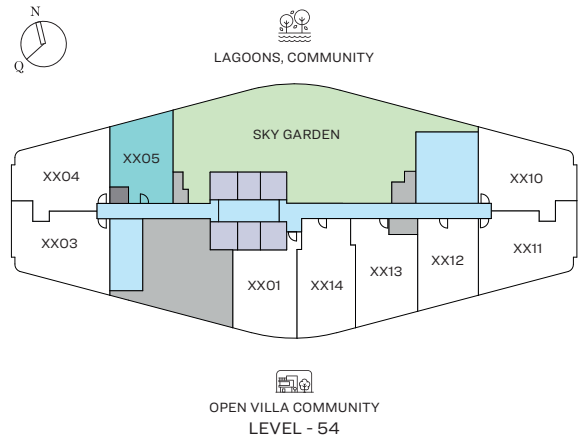 N
Q
LAGOONS, COMMUNITY
SKY GARDEN
XX05
XX04
XX10
XX03
XX11
XX12
XX13
XX01
XX14
OPEN VILLA COMMUNITY
LEVEL - 54